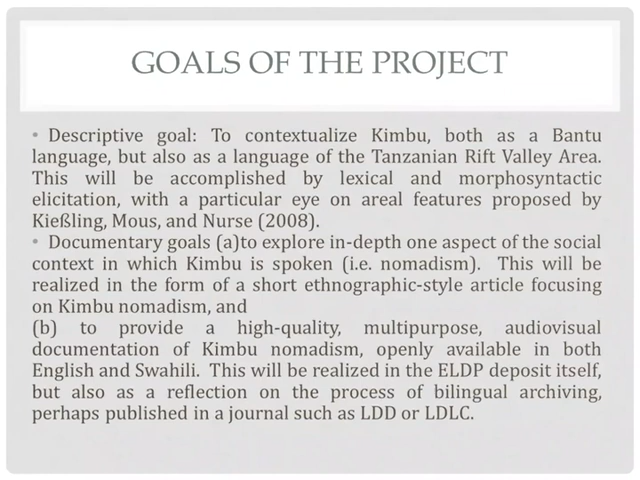 GOALS OF THE PROJECT
• Descriptive goal: To contextualize Kimbu, both as a Bantu
language, but also as a language of the Tanzanian Rift Valley Area.
This will be accomplished by lexical and morphosyntactic
elicitation, with a particular eye on areal features proposed by
Kießling, Mous, and Nurse (2008).
• Documentary goals (a)to explore in-depth one aspect of the social
context in which Kimbu is spoken (i.e. nomadism). This will be
realized in the form of a short ethnographic-style article focusing
on Kimbu nomadism, and
(b) to provide a high-quality, multipurpose, audiovisual
documentation of Kimbu nomadism, openly available in both
English and Swahili. This will be realized in the ELDP deposit itself,
but also as a reflection on the process of bilingual archiving,
perhaps published in a journal such as LDD or LDLC.